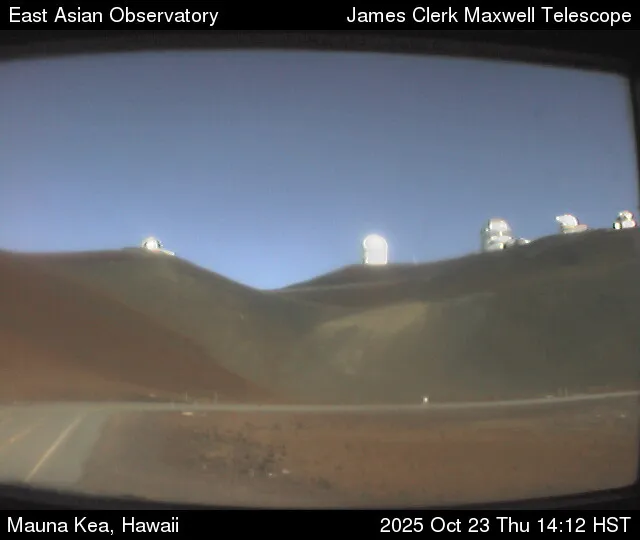 East Asian Observatory
James Clerk Maxwell Telescope
Mauna Kea, Hawaii
2025 Oct 23 Thu 14:12 HST